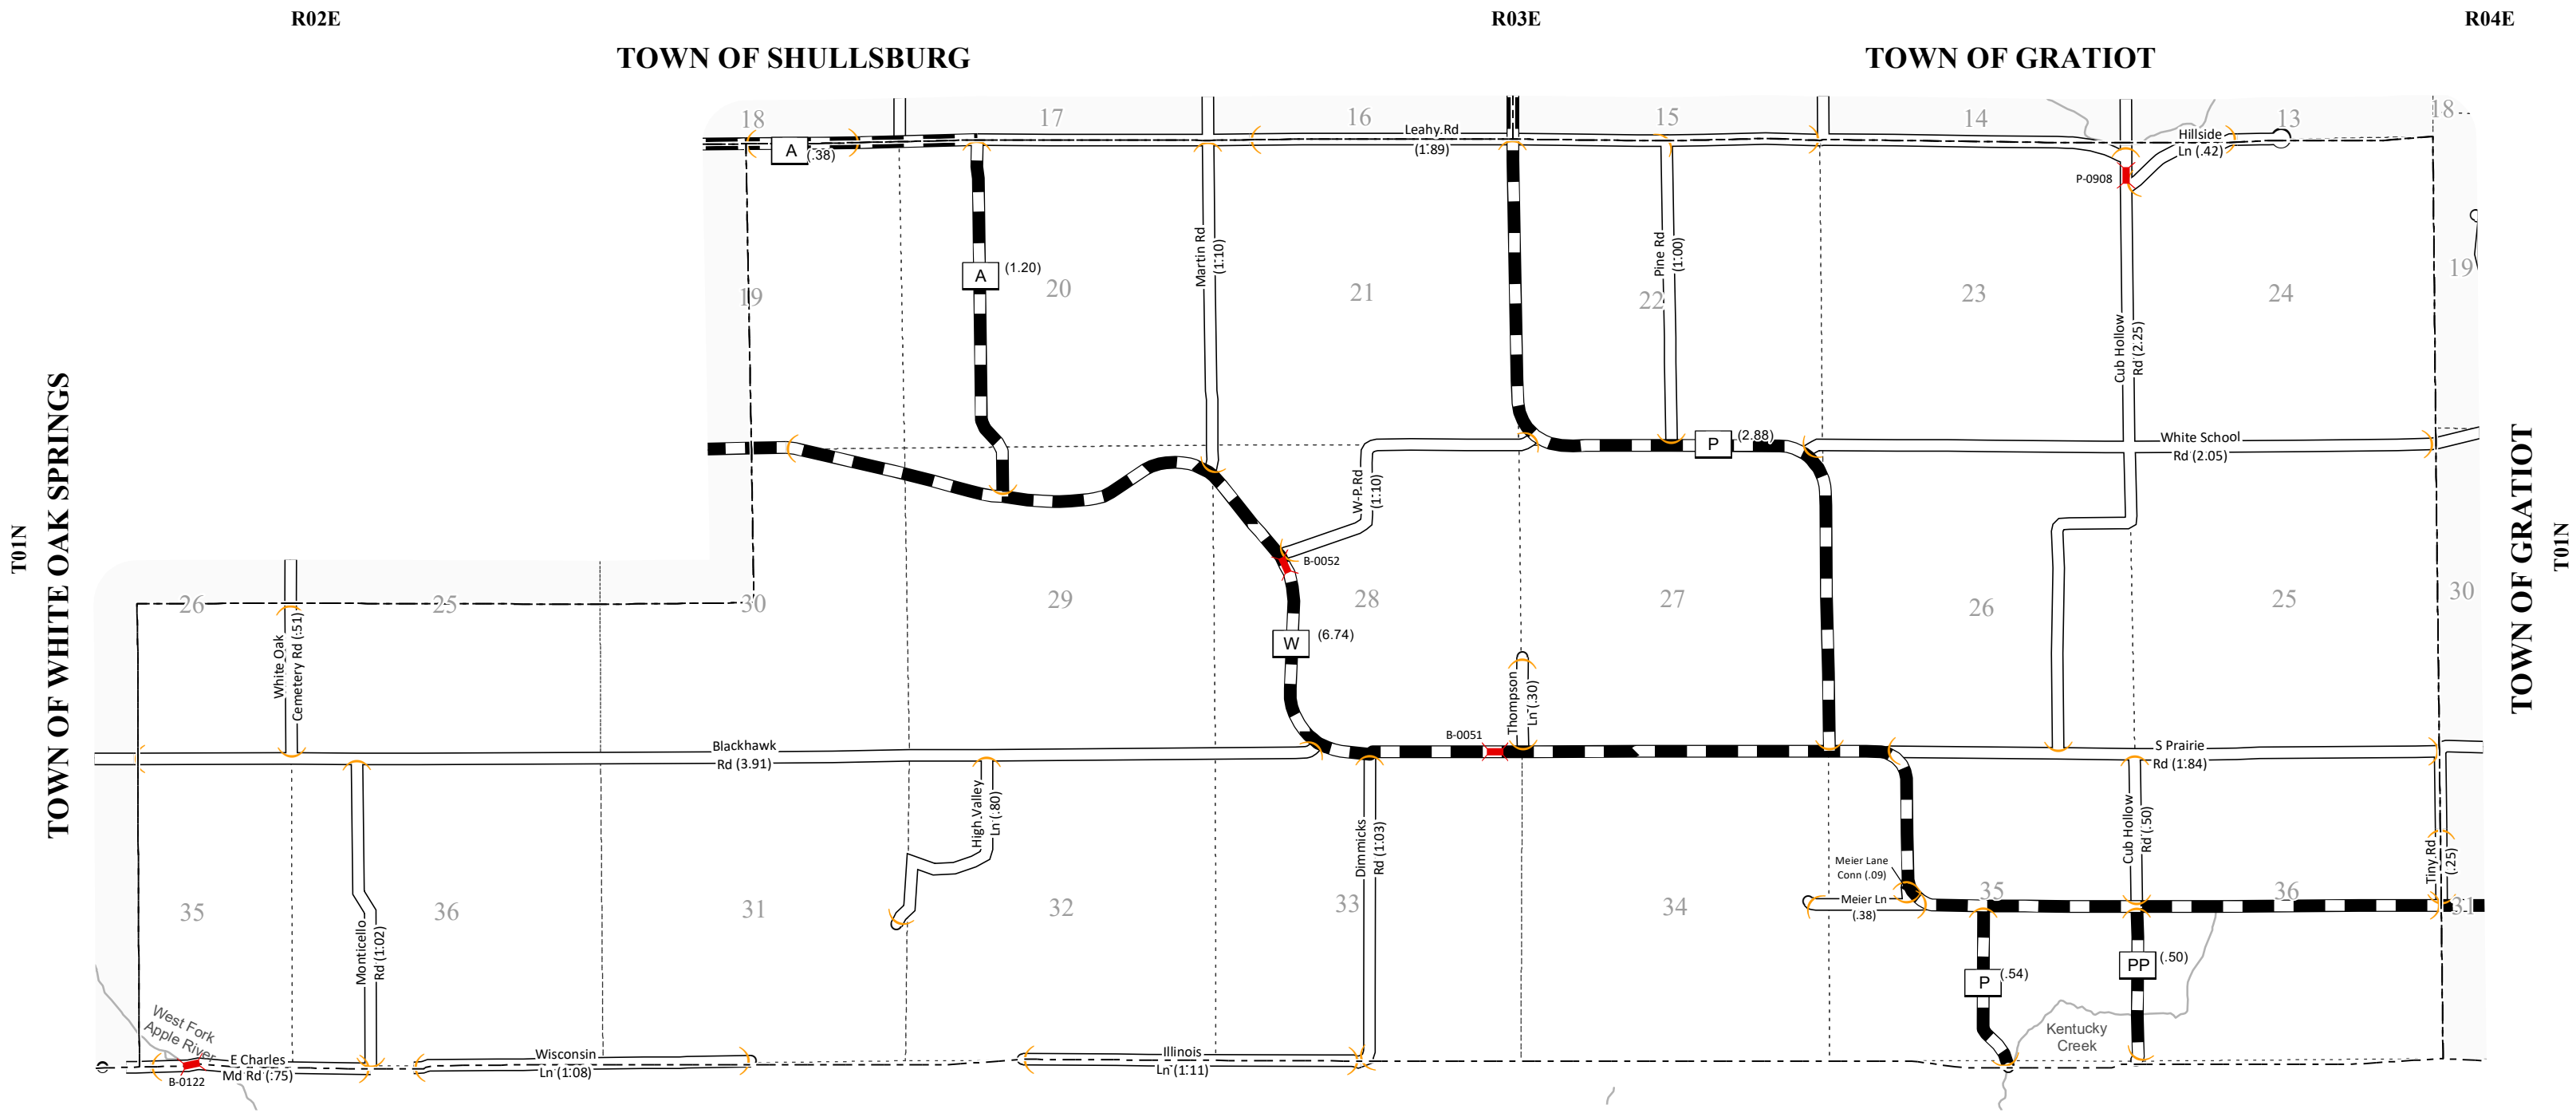 R02E
R03E
R04E
TOWN OF SHULLSBURG
TOWN OF GRATIOT
18
17
16
15
14
13
18
Leahy Rd
(1.89)
Hillside
Ln (.42)
A
(.38)
P-0908
Martin Rd
(1.10)
Pine Rd
(1.00)
A
(1.20)
19
20
21
22
23
24
19
Cub Hollow
Rd (2.25)
P
(2.88)
White School
Rd (2.05)
W-P Rd
(1.10)
B-0052
TOWN OF WHITE OAK SPRINGS
T01N
TOWN OF GRATIOT
T01N
26
25
30
29
28
27
26
25
30
White Oak
Cemetery Rd (.51)
W
(6.74)
Thompson
Ln (.30)
B-0051
Blackhawk
Rd (3.91)
S Prairie
Rd (1.84)
High Valley
Ln (.80)
Dimmicks
Rd (1.03)
Cub Hollow
Rd (.50)
Tiny Rd
(.25)
Meier Lane
Conn (.09)
Meier Ln
(.38)
35
36
31
32
33
34
35
36
31
Monticello
Rd (1.02)
P
(.54)
PP
(.50)
West Fork
Apple River
Kentucky
Creek
E Charles
Md Rd (.75)
B-0122
Wisconsin
Ln (1.08)
Illinois
Ln (1.11)